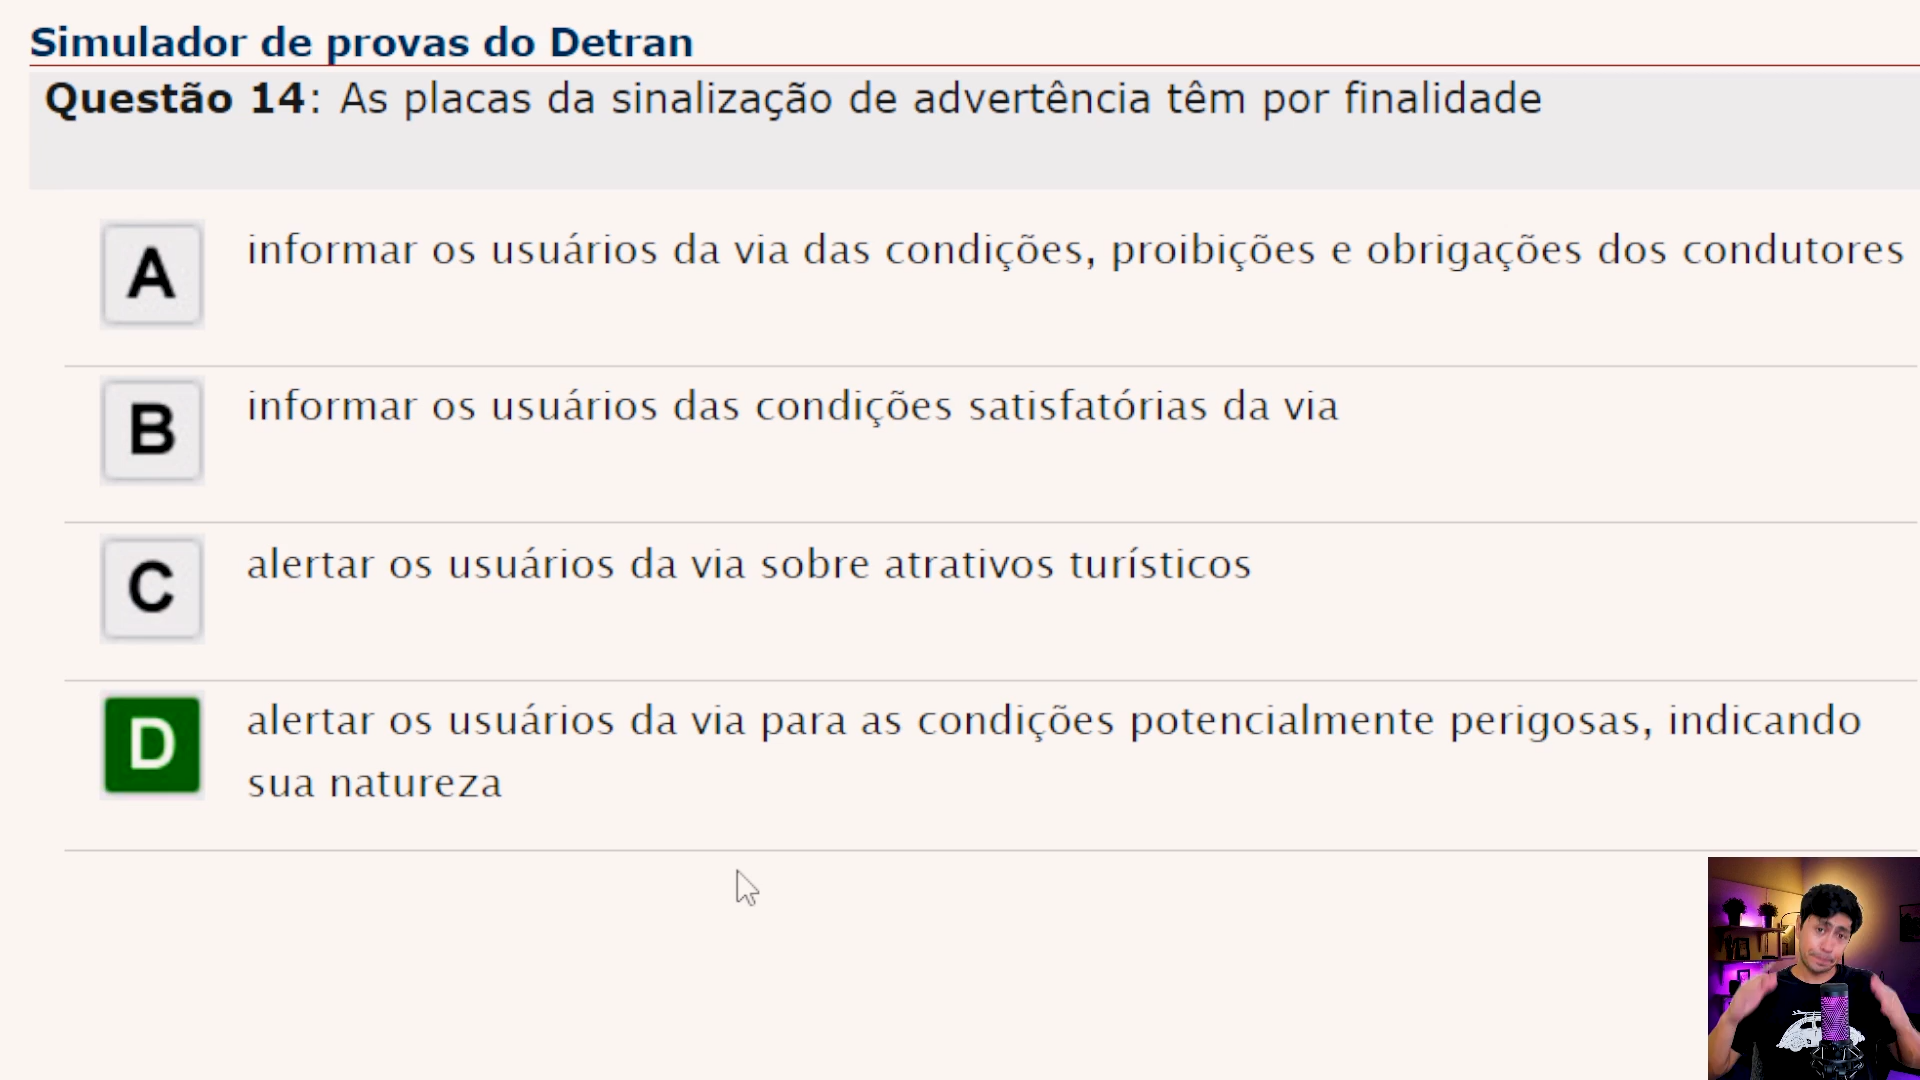 Simulador de provas do Detran
Questão 14: As placas da sinalização de advertência têm por finalidade
A
informar os usuários da via das condições, proibições e obrigações dos condutores
B
informar os usuários das condições satisfatórias da via
C
alertar os usuários da via sobre atrativos turísticos
D
alertar os usuários da via para as condições potencialmente perigosas, indicando
sua natureza